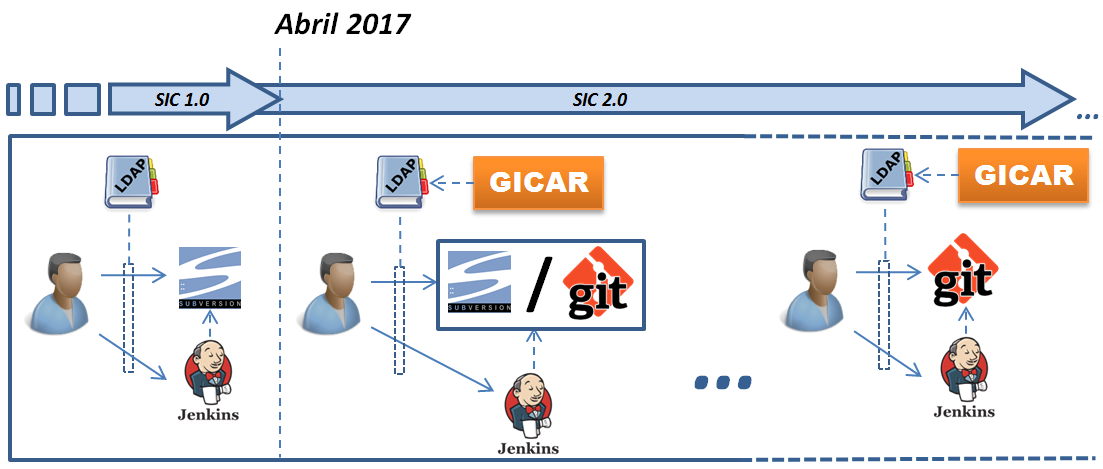 Abril 2017
SIC 1.0
SIC 2.0
...
LDAP
SUBVERSION
Jenkins
LDAP
GICAR
SUBVERSION
/
git
Jenkins
...
LDAP
GICAR
git
Jenkins